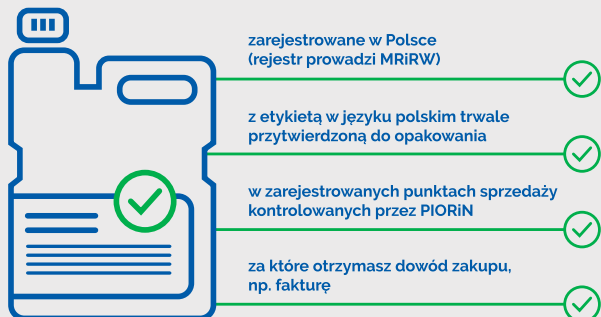 zarejestrowane w Polsce
(rejestr prowadzi MRiRW)
z etykietą w języku polskim trwale
przytwierdzoną do opakowania
w zarejestrowanych punktach sprzedaży
kontrolowanych przez PIORiN
za które otrzymasz dowód zakupu,
np. fakturę